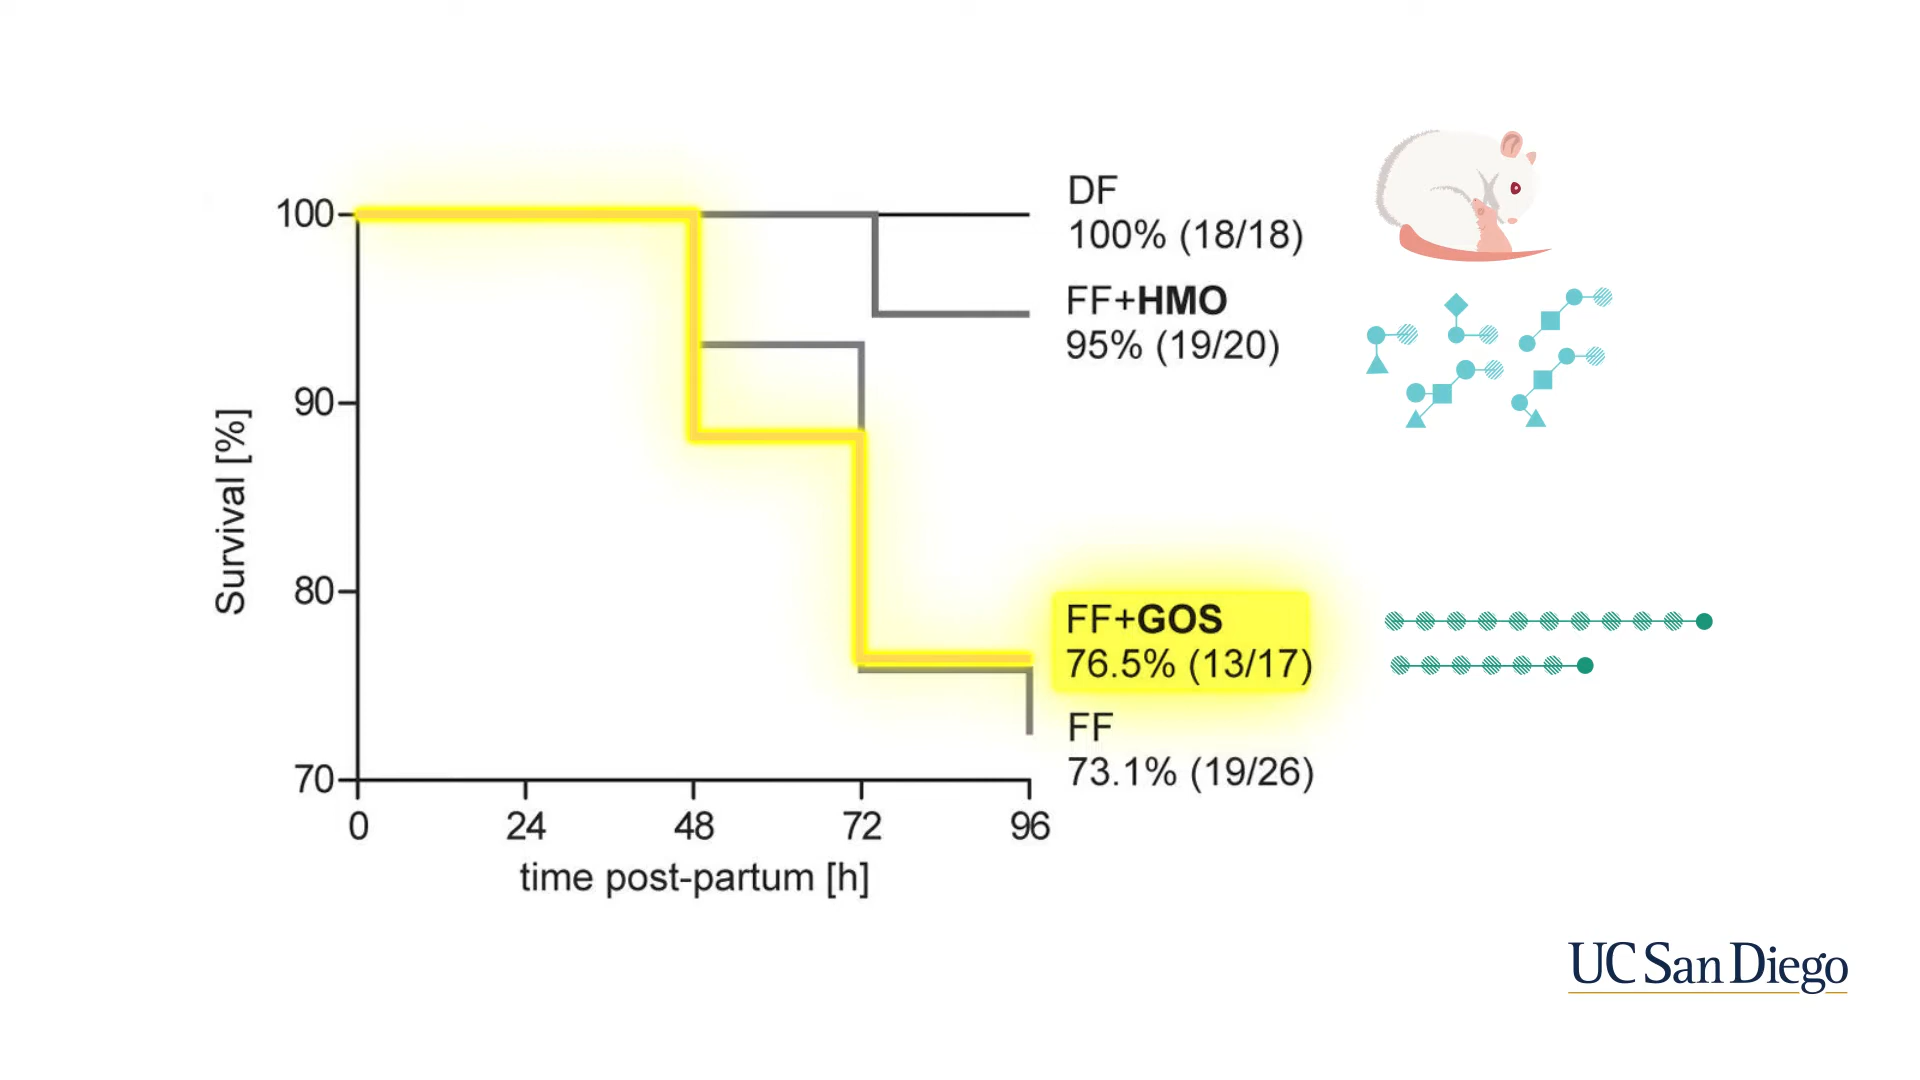 DF
100% (18/18)
FF+HMO
95% (19/20)
FF+GOS
76.5% (13/17)
FF
73.1% (19/26)
Survival [%]
100
90
80
70
0 24 48 72 96
time post-partum [h]
UC San Diego